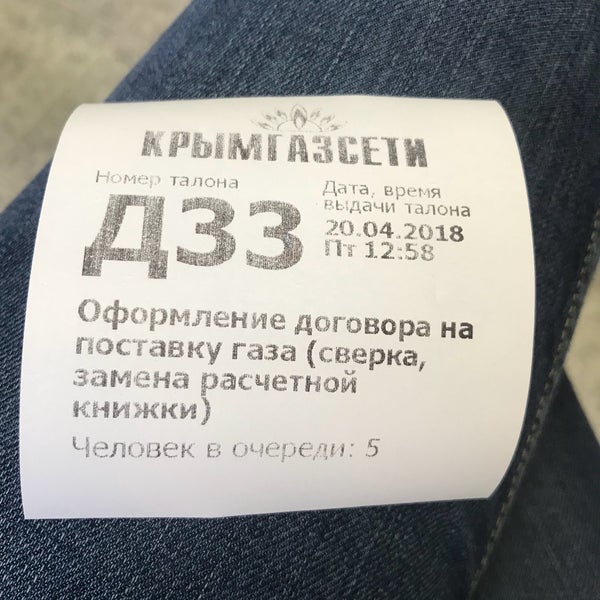 КРЫМГАЗСЕТИ
Номер талона
Д33
Дата, время
выдачи талона
20.04.2018
Пт 12:58
Оформление договора на
поставку газа (сверка,
замена расчетной
книжки)
Человек в очереди: 5